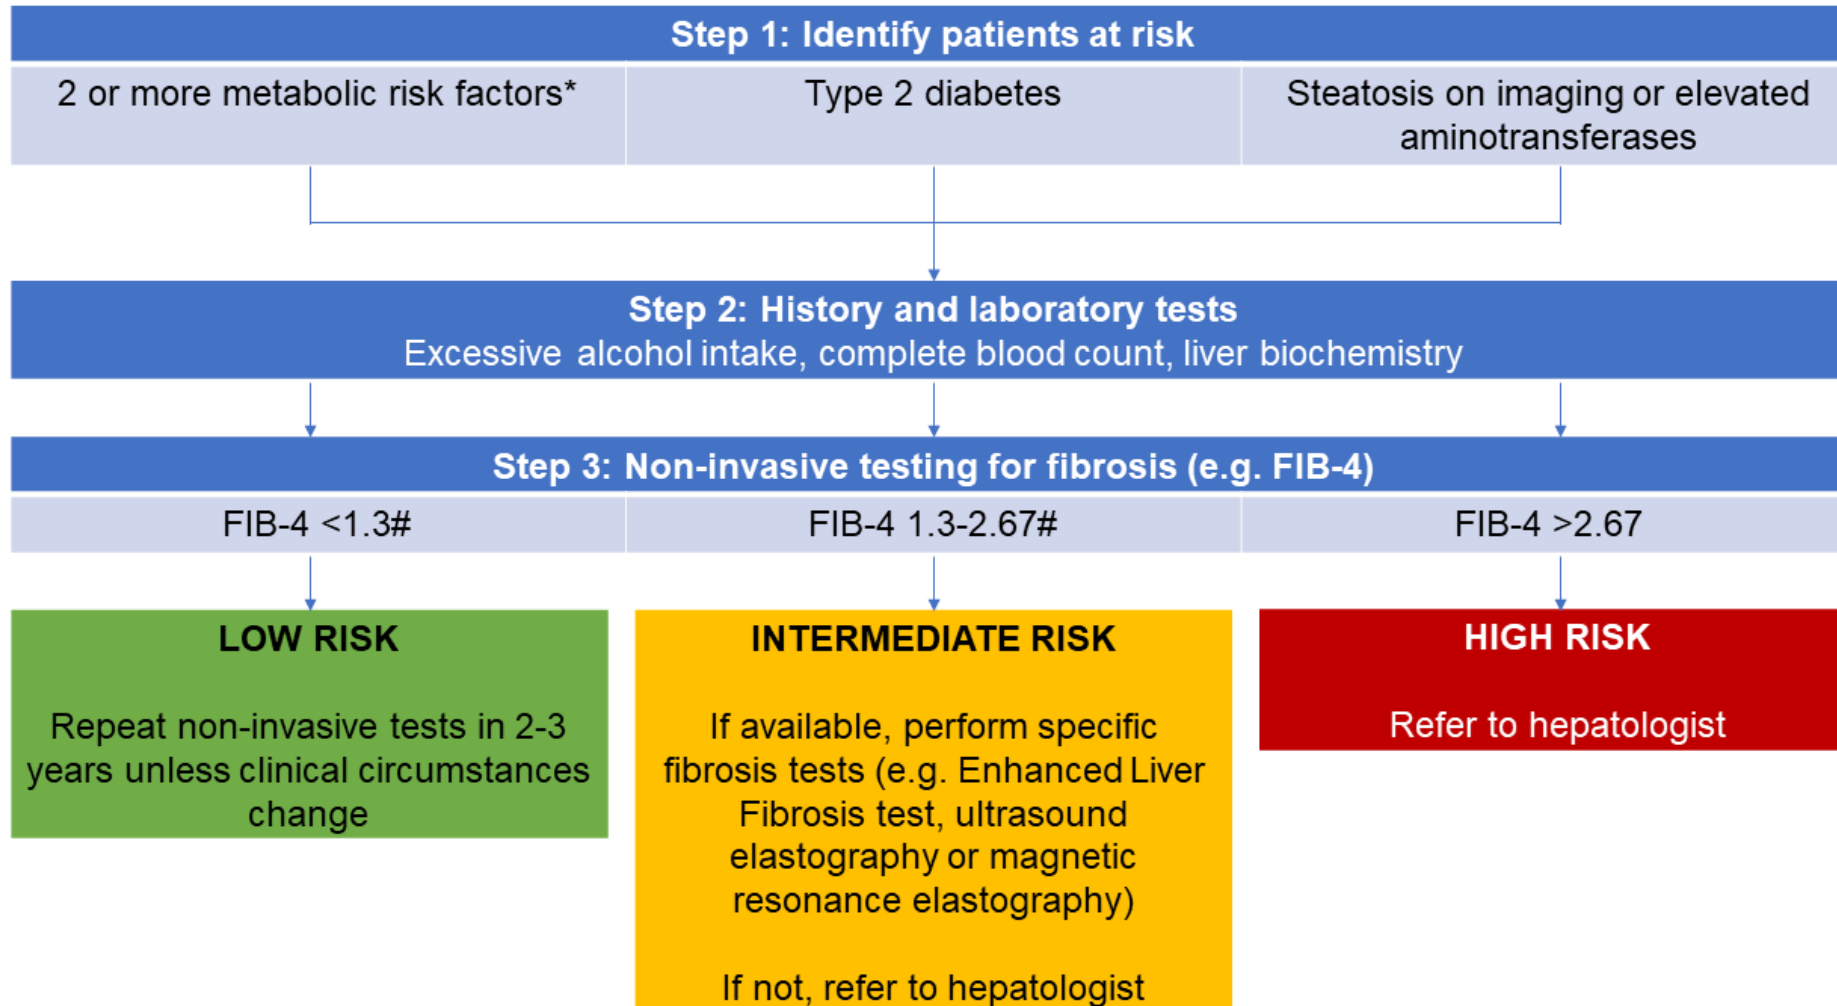 Step 1: Identify patients at risk
2 or more metabolic risk factors*
Type 2 diabetes
Steatosis on imaging or elevated
aminotransferases
Step 2: History and laboratory tests
Excessive alcohol intake, complete blood count, liver biochemistry
Step 3: Non-invasive testing for fibrosis (e.g. FIB-4)
FIB-4 <1.3#
FIB-4 1.3-2.67#
FIB-4 >2.67
LOW RISK
Repeat non-invasive tests in 2-3
years unless clinical circumstances
change
INTERMEDIATE RISK
If available, perform specific
fibrosis tests (e.g. Enhanced Liver
Fibrosis test, ultrasound
elastography or magnetic
resonance elastography)
If not, refer to hepatologist
HIGH RISK
Refer to hepatologist